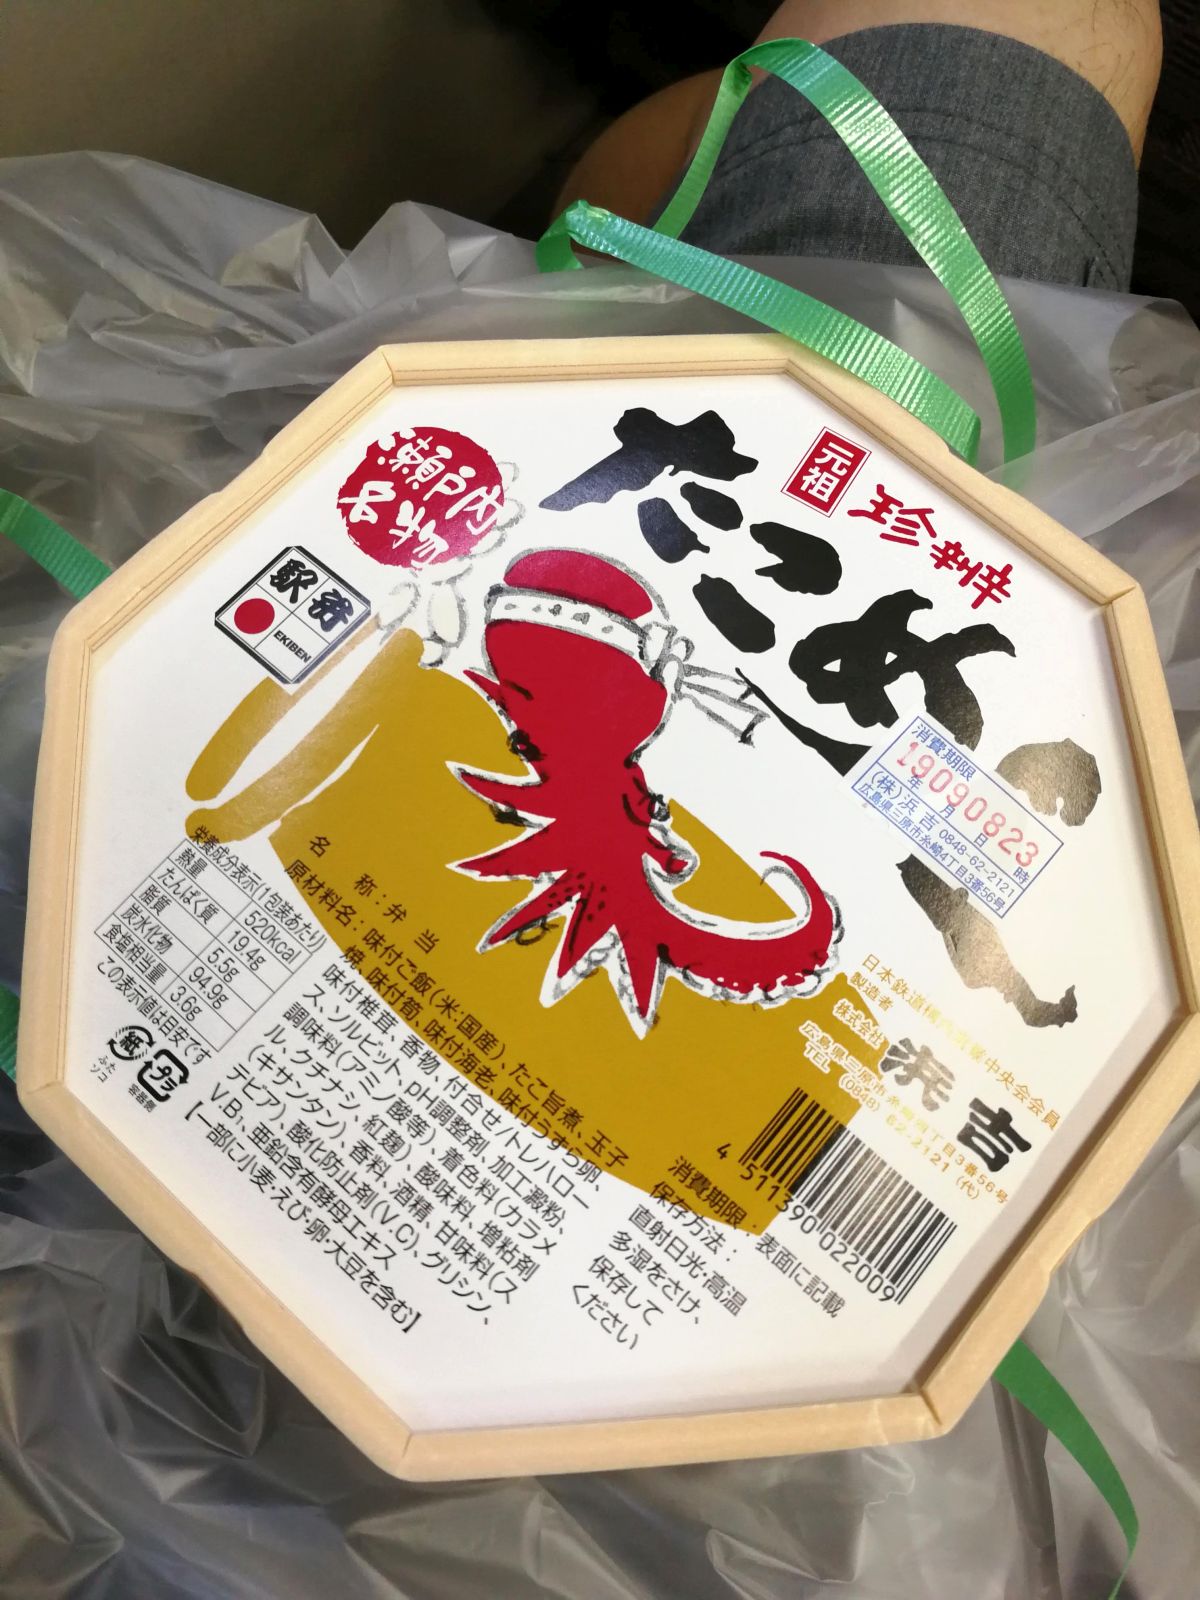 元祖
珍辨
たこめし
瀬戸内
名物
駅弁
EKIBEN
消費期限
19090823
年 月 日 時
(株)浜吉 0848-62-2121
広島県三原市糸崎4丁目3番56号
栄養成分表示(1包装あたり)
熱量 520kcal
たんぱく質 19.4g
脂質 5.5g
炭水化物 94.9g
食塩相当量 3.6g
この表示値は目安です
紙
ふた
ソコ
プラ
容器側
名 称:弁 当
原材料名:味付ご飯(米:国産)、たこ旨煮、玉子
焼、味付筍、味付海老、味付うずら卵、
味付椎茸、香物、付合せ/トレハロー
ス、ソルビット、pH調整剤、加工澱粉、
調味料(アミノ酸等)、着色料(カラメ
ル、クチナシ、紅麹)、酸味料、増粘剤
(キサンタン)、香料、酒精、甘味料(ス
テビア)、酸化防止剤(V.C)、グリシン、
V.B₁、亜鉛含有酵母エキス
【一部に小麦・えび・卵・大豆を含む】
消費期限:表面に記載
保存方法:
直射日光・高温
多湿をさけ、
保存して
ください
日本鉄道構内営業中央会会員
製造者
株式会社 浜吉
広島県三原市糸崎四丁目3番56号
TEL (0848) 62-2121(代)
4 511390 022009